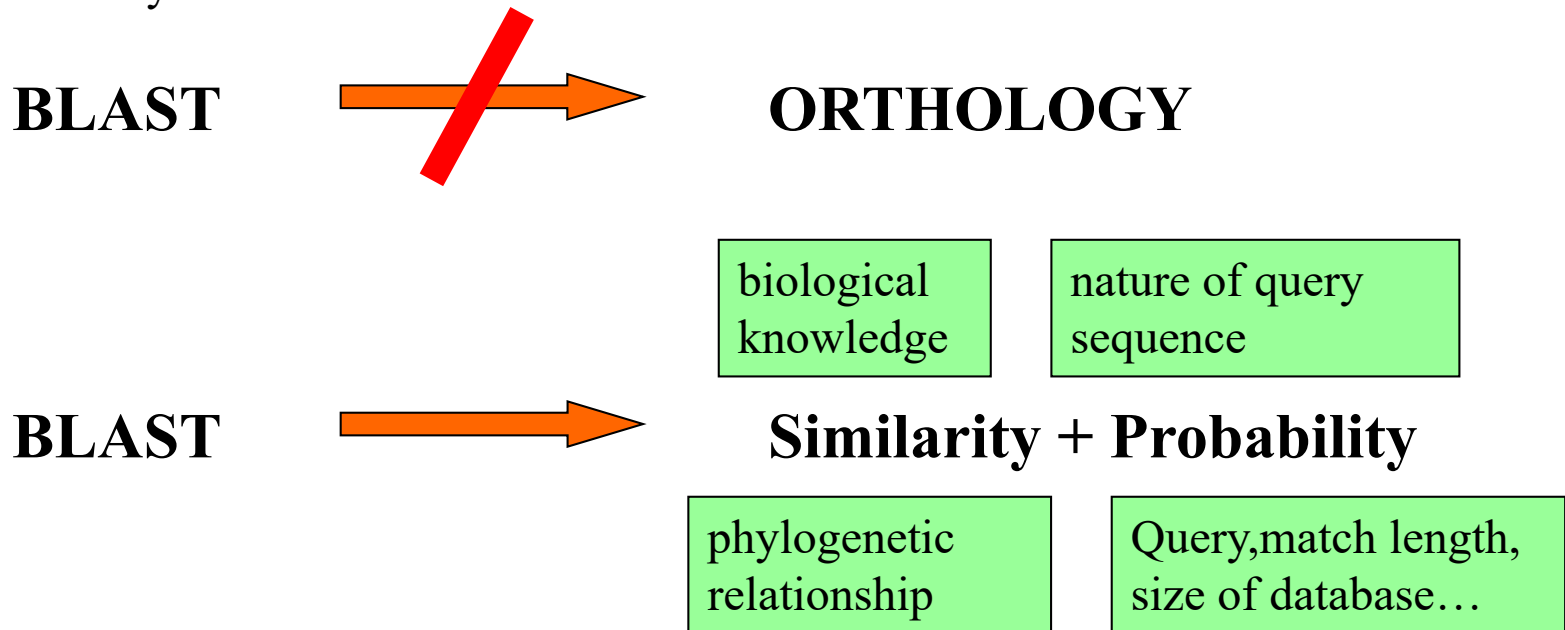 BLAST ORTHOLOGY
biological
knowledge
nature of query
sequence
BLAST Similarity + Probability
phylogenetic
relationship
Query,match length,
size of database…